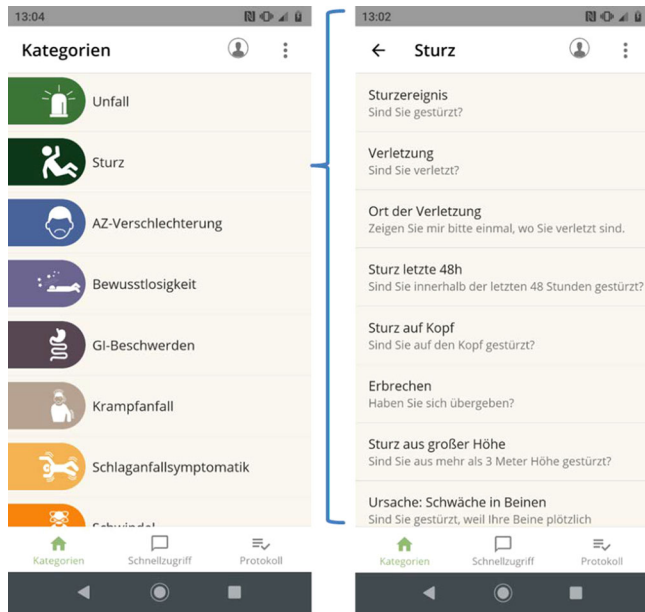 13:04
Kategorien
Unfall
Sturz
AZ-Verschlechterung
Bewusstlosigkeit
GI-Beschwerden
Krampfanfall
Schlaganfallsymptomatik
Schwindel
Kategorien
Schnellzugriff
Protokoll
13:02
Sturz
Sturzereignis
Sind Sie gestürzt?
Verletzung
Sind Sie verletzt?
Ort der Verletzung
Zeigen Sie mir bitte einmal, wo Sie verletzt sind.
Sturz letzte 48h
Sind Sie innerhalb der letzten 48 Stunden gestürzt?
Sturz auf Kopf
Sind Sie auf den Kopf gestürzt?
Erbrechen
Haben Sie sich übergeben?
Sturz aus großer Höhe
Sind Sie aus mehr als 3 Meter Höhe gestürzt?
Ursache: Schwäche in Beinen
Sind Sie gestürzt, weil Ihre Beine plötzlich
Kategorien
Schnellzugriff
Protokoll